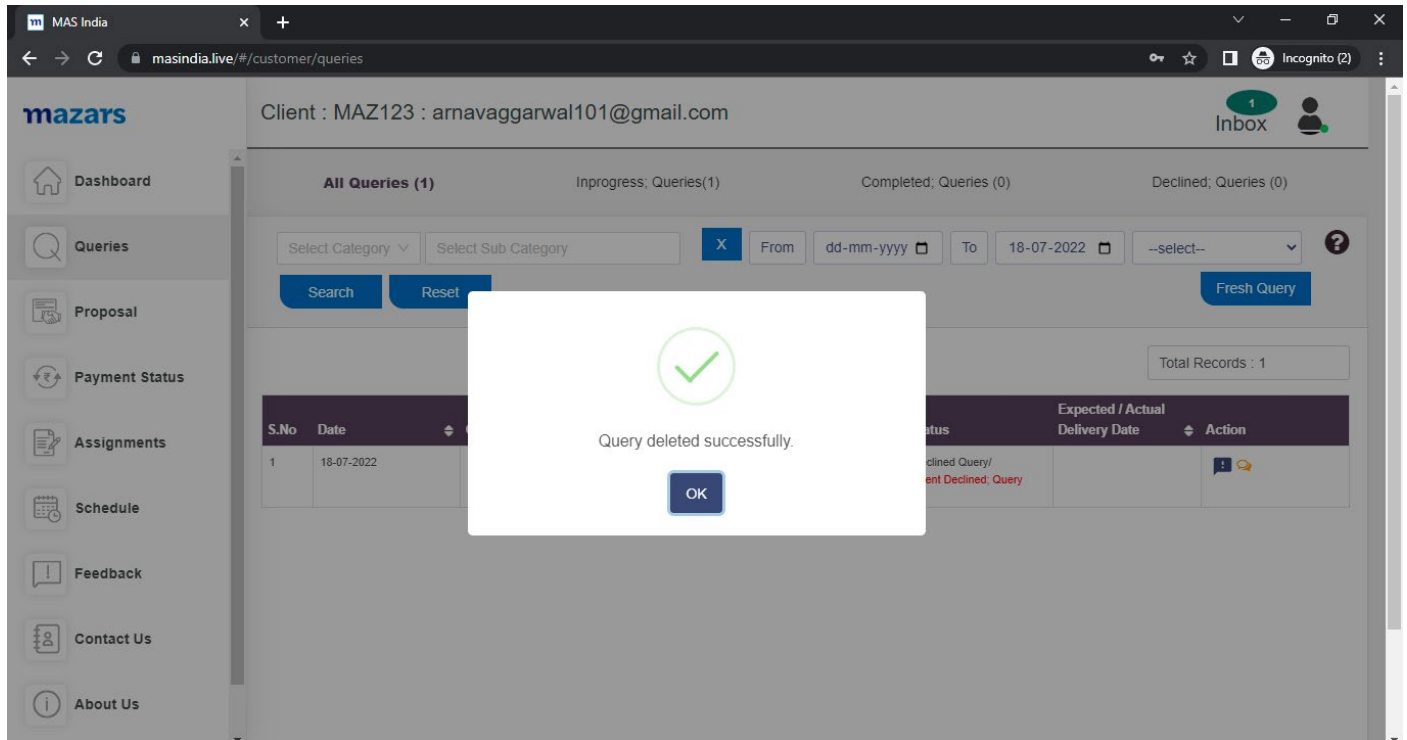 m MAS India
masindia.live/#/customer/queries
Incognito (2)
mazars
Client : MAZ123 : arnavaggarwal101@gmail.com
1
Inbox
Dashboard
All Queries (1)
Inprogress; Queries(1)
Completed; Queries (0)
Declined; Queries (0)
Queries
Select Category
Select Sub Category
X
From
dd-mm-yyyy
To
18-07-2022
--select--
?
Search
Reset
Fresh Query
Proposal
Total Records : 1
Payment Status
Expected / Actual
S.No
Date
Delivery Date
Action
Assignments
Query deleted successfully.
1
18-07-2022
Query/
Declined; Query
OK
Schedule
Feedback
Contact Us
About Us